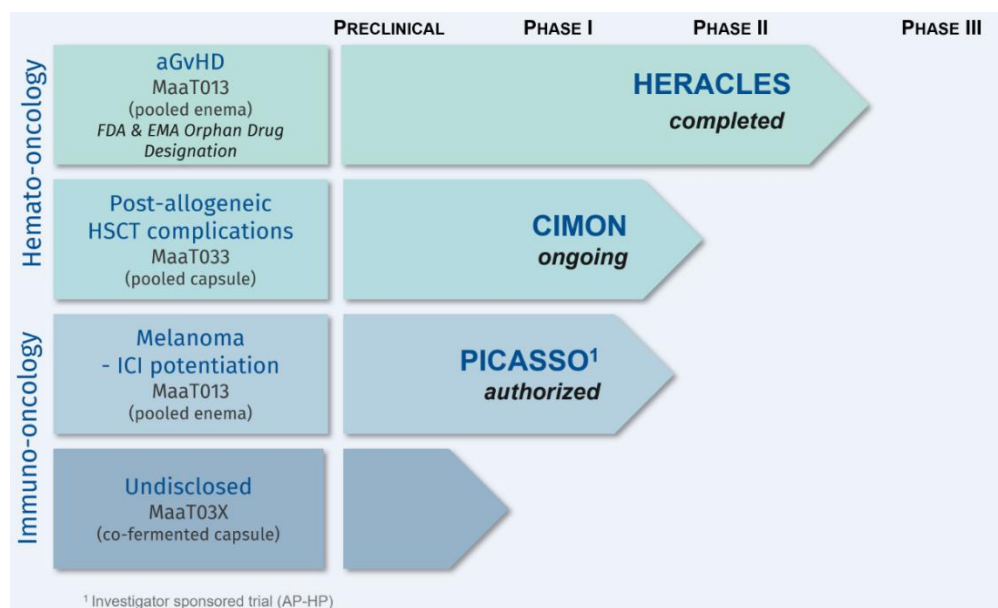 PRECLINICAL PHASE I PHASE II PHASE III
Hemato-oncology
aGvHD
MaaT013
(pooled enema)
FDA & EMA Orphan Drug
Designation
HERACLES
completed
Post-allogeneic
HSCT complications
MaaT033
(pooled capsule)
CIMON
ongoing
Immuno-oncology
Melanoma
- ICI potentiation
MaaT013
(pooled enema)
PICASSO¹
authorized
Undisclosed
MaaT03X
(co-fermented capsule)
¹ Investigator sponsored trial (AP-HP)